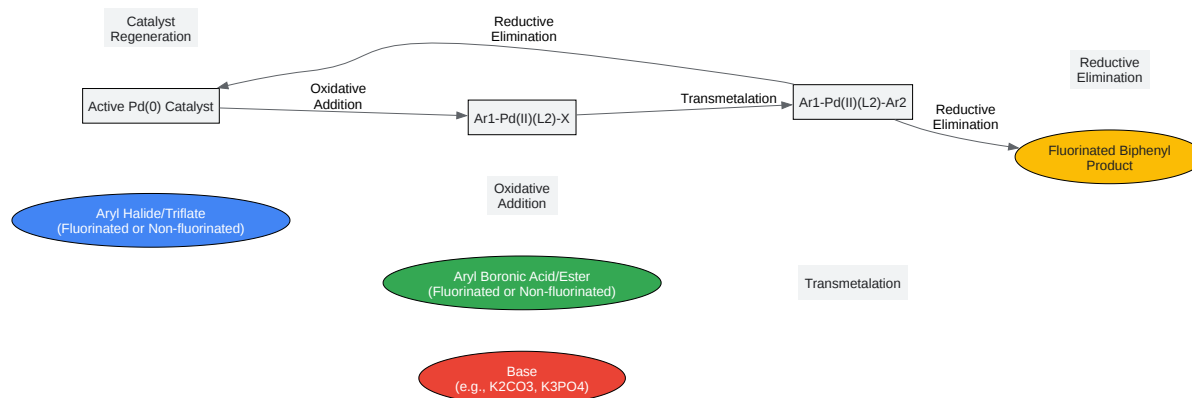 Catalyst
Regeneration
Reductive
Elimination
Reductive
Elimination
Active Pd(0) Catalyst
Oxidative
Addition
Ar1-Pd(II)(L2)-X
Transmetalation
Ar1-Pd(II)(L2)-Ar2
Reductive
Elimination
Fluorinated Biphenyl
Product
Aryl Halide/Triflate
(Fluorinated or Non-fluorinated)
Oxidative
Addition
Aryl Boronic Acid/Ester
(Fluorinated or Non-fluorinated)
Transmetalation
Base
(e.g., K2CO3, K3PO4)